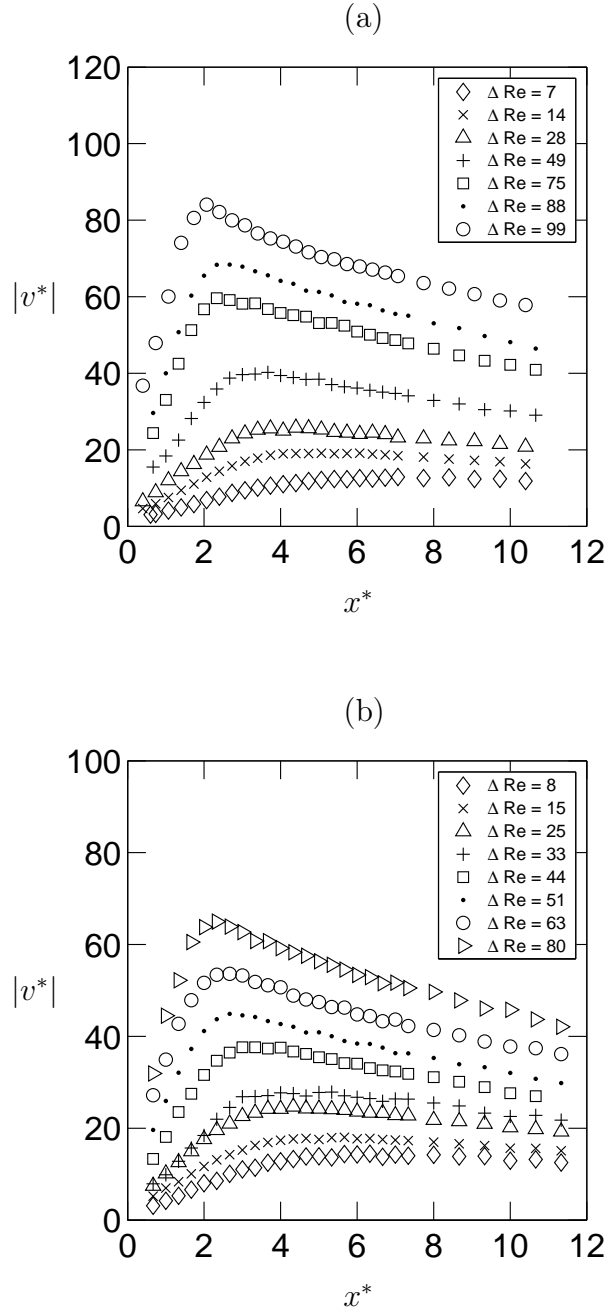 (a)
120
100
80
60
40
20
0
|v*|
Δ Re = 7
Δ Re = 14
Δ Re = 28
Δ Re = 49
Δ Re = 75
Δ Re = 88
Δ Re = 99
0 2 4 6 8 10 12
x*
(b)
100
80
60
40
20
0
|v*|
Δ Re = 8
Δ Re = 15
Δ Re = 25
Δ Re = 33
Δ Re = 44
Δ Re = 51
Δ Re = 63
Δ Re = 80
0 2 4 6 8 10 12
x*